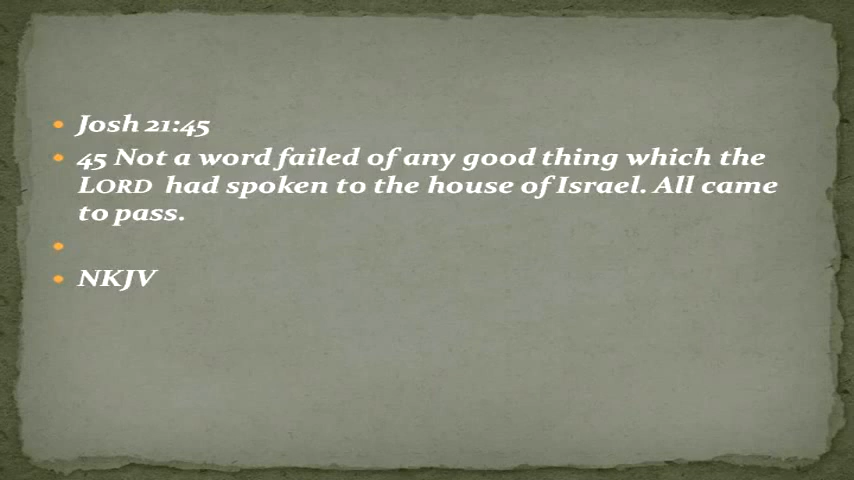 Josh 21:45
45 Not a word failed of any good thing which the
LORD had spoken to the house of Israel. All came
to pass.
NKJV